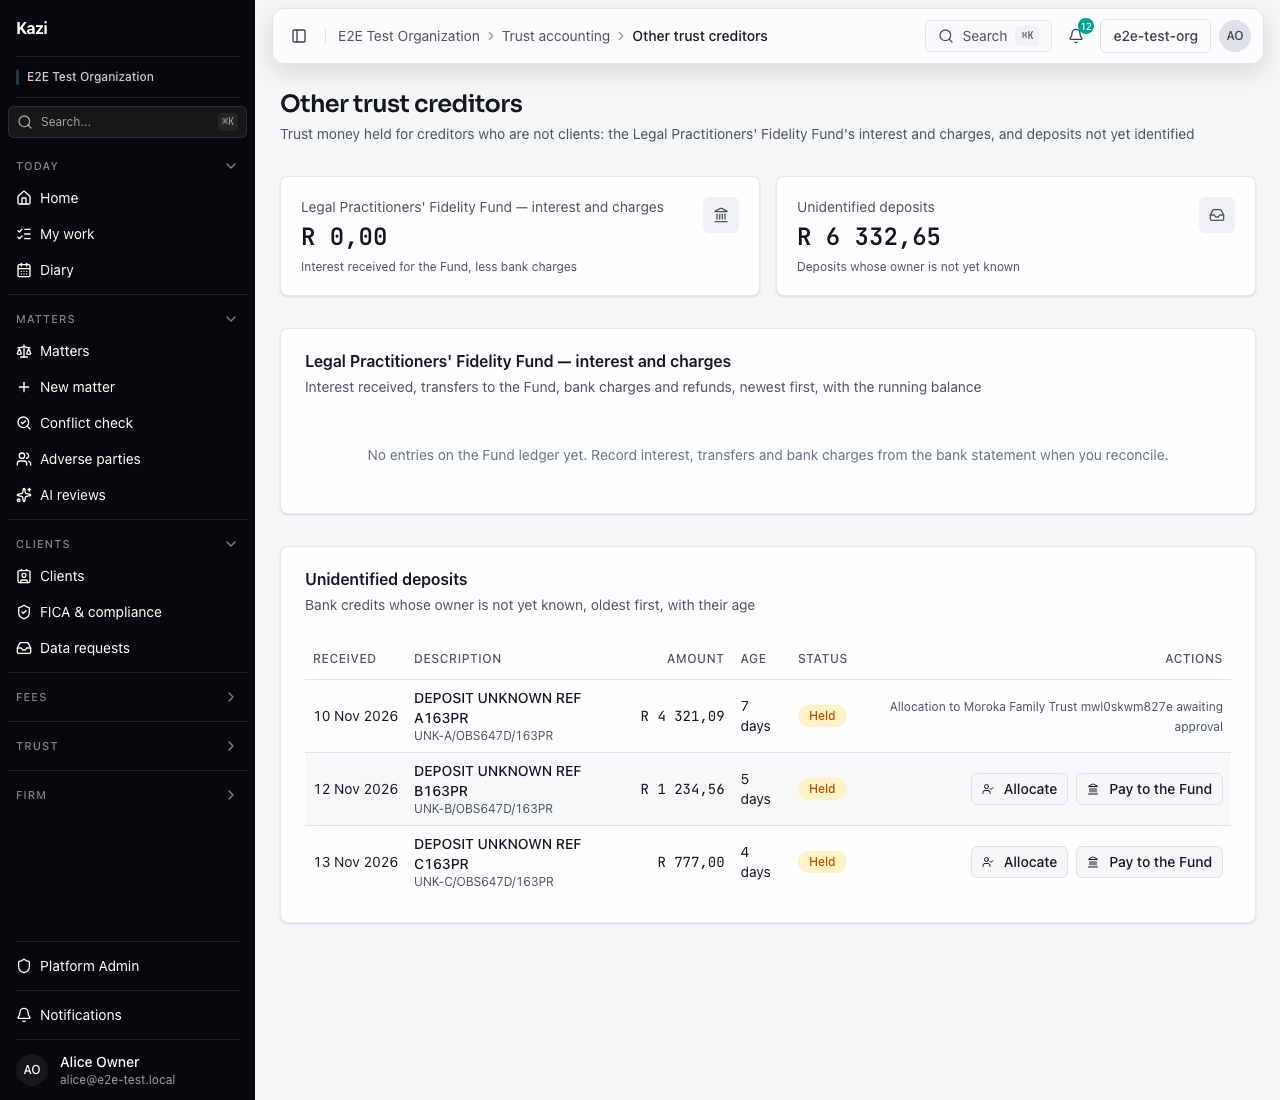 Kazi
E2E Test Organization
Search...
⌘K
TODAY
Home
My work
Diary
MATTERS
Matters
New matter
Conflict check
Adverse parties
AI reviews
CLIENTS
Clients
FICA & compliance
Data requests
FEES
TRUST
FIRM
Platform Admin
Notifications
AO
Alice Owner
alice@e2e-test.local
E2E Test Organization
Trust accounting
Other trust creditors
Search ⌘K
12
e2e-test-org
AO
Other trust creditors
Trust money held for creditors who are not clients: the Legal Practitioners' Fidelity Fund's interest and charges, and deposits not yet identified
Legal Practitioners' Fidelity Fund — interest and charges
R 0,00
Interest received for the Fund, less bank charges
Unidentified deposits
R 6 332,65
Deposits whose owner is not yet known
Legal Practitioners' Fidelity Fund — interest and charges
Interest received, transfers to the Fund, bank charges and refunds, newest first, with the running balance
No entries on the Fund ledger yet. Record interest, transfers and bank charges from the bank statement when you reconcile.
Unidentified deposits
Bank credits whose owner is not yet known, oldest first, with their age
RECEIVED DESCRIPTION AMOUNT AGE STATUS ACTIONS
10 Nov 2026
DEPOSIT UNKNOWN REF
A163PR
UNK-A/OBS647D/163PR
R 4 321,09
7
days
Held
Allocation to Moroka Family Trust mwl0skwm827e awaiting
approval
12 Nov 2026
DEPOSIT UNKNOWN REF
B163PR
UNK-B/OBS647D/163PR
R 1 234,56
5
days
Held
Allocate
Pay to the Fund
13 Nov 2026
DEPOSIT UNKNOWN REF
C163PR
UNK-C/OBS647D/163PR
R 777,00
4
days
Held
Allocate
Pay to the Fund